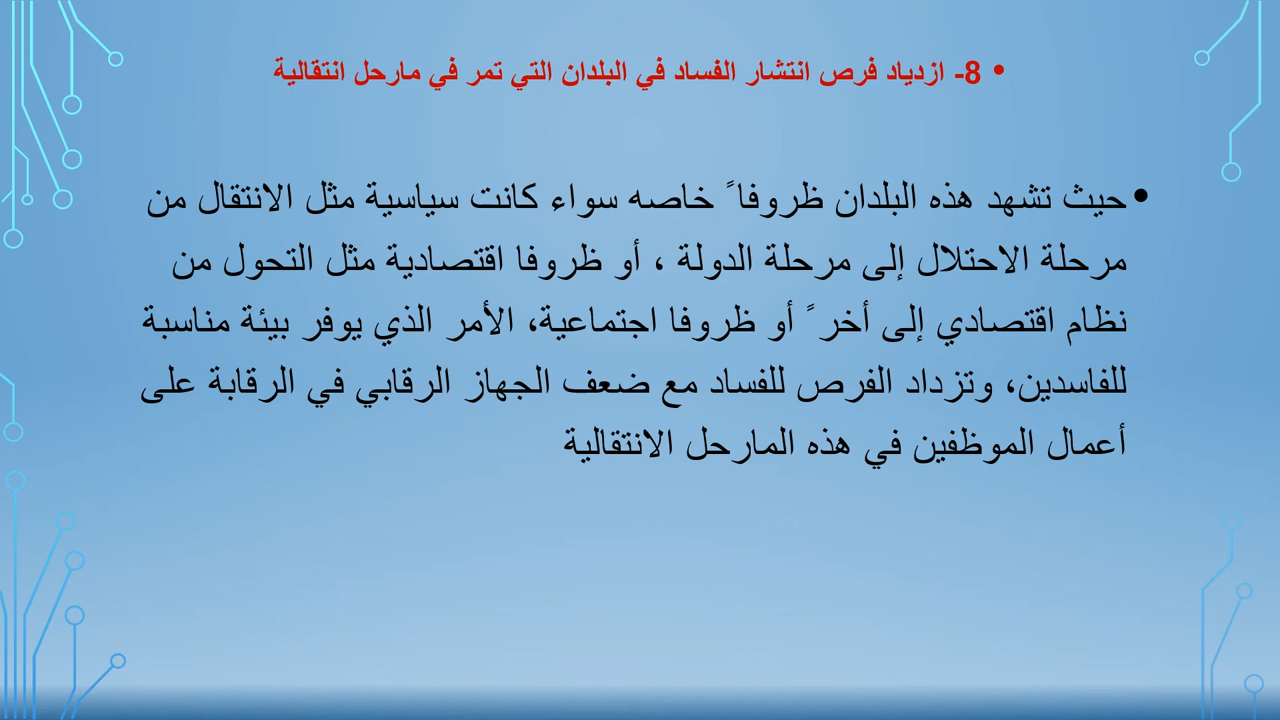 • 8- ازدياد فرص انتشار الفساد في البلدان التي تمر في مارحل انتقالية
• حيث تشهد هذه البلدان ظروفا ً خاصه سواء كانت سياسية مثل الانتقال من
مرحلة الاحتلال إلى مرحلة الدولة ، أو ظروفا اقتصادية مثل التحول من
نظام اقتصادي إلى أخر ً أو ظروفا اجتماعية، الأمر الذي يوفر بيئة مناسبة
للفاسدين، وتزداد الفرص للفساد مع ضعف الجهاز الرقابي في الرقابة على
أعمال الموظفين في هذه المارحل الانتقالية